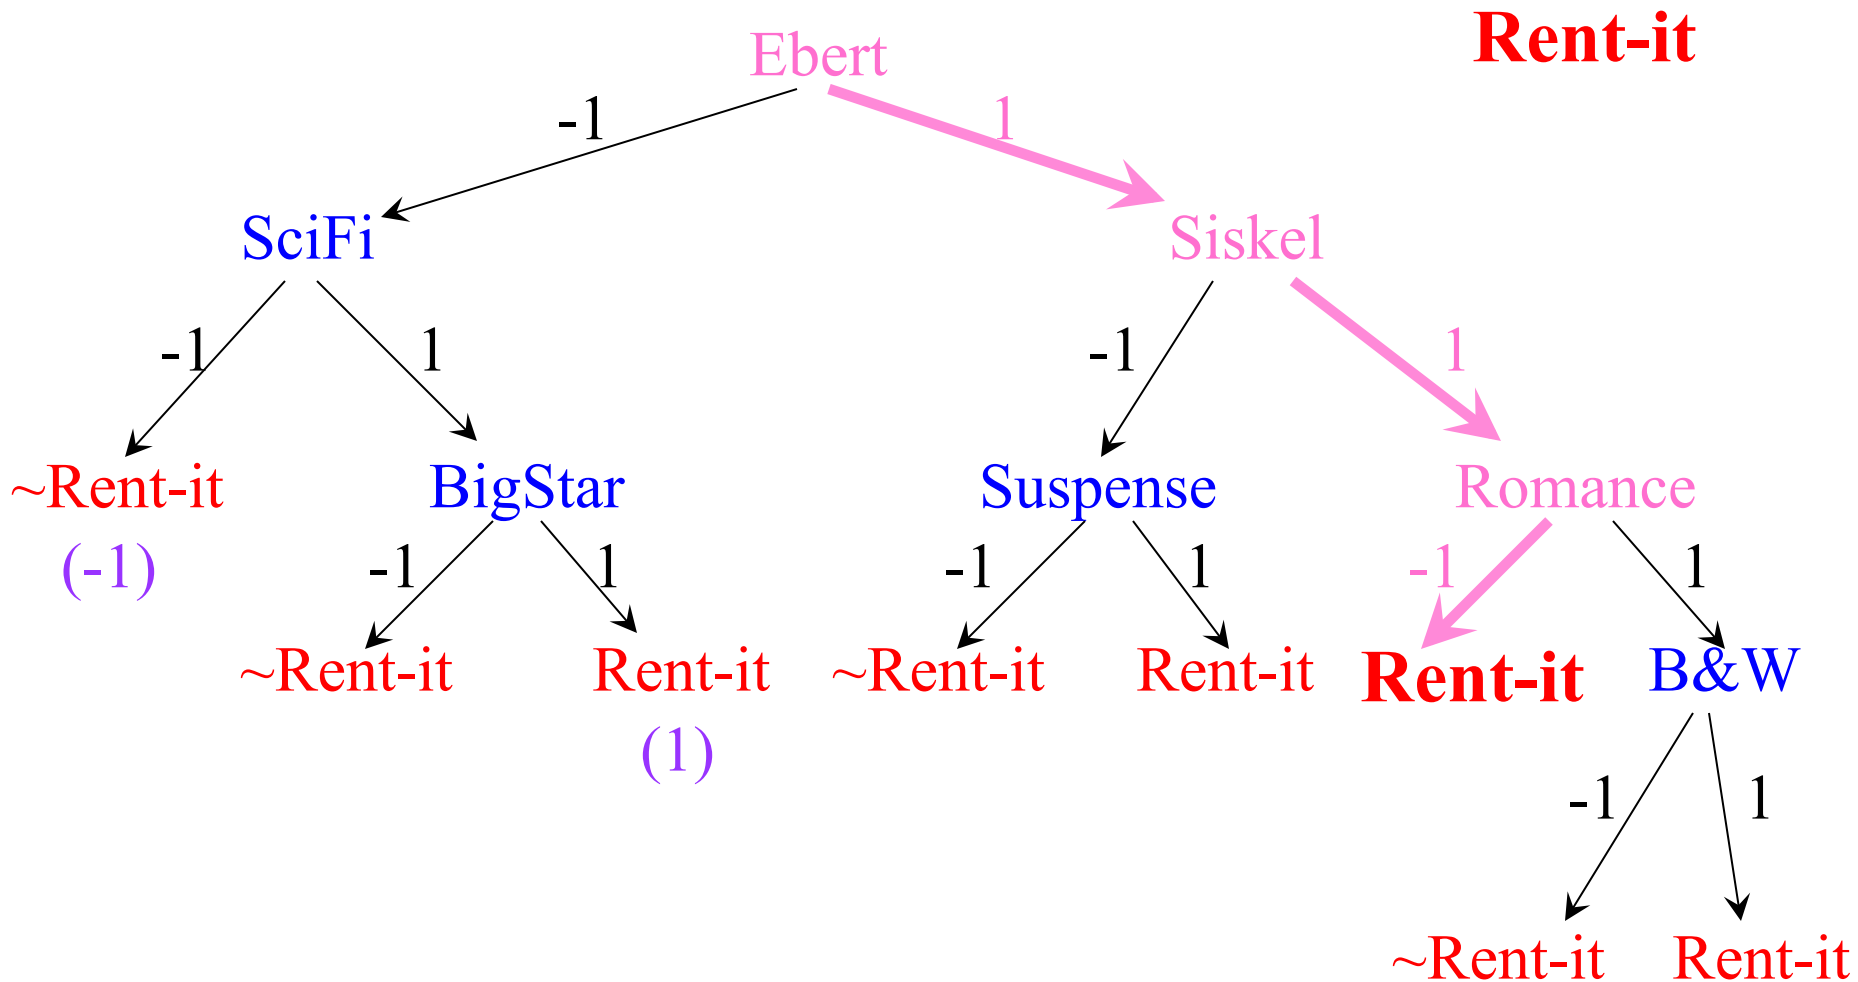 Rent-it
Ebert
-1 1
SciFi Siskel
-1 1 -1 1
~Rent-it BigStar Suspense Romance
(-1) -1 1 -1 1 -1 1
~Rent-it Rent-it ~Rent-it Rent-it Rent-it B&W
(1)
-1 1
~Rent-it Rent-it